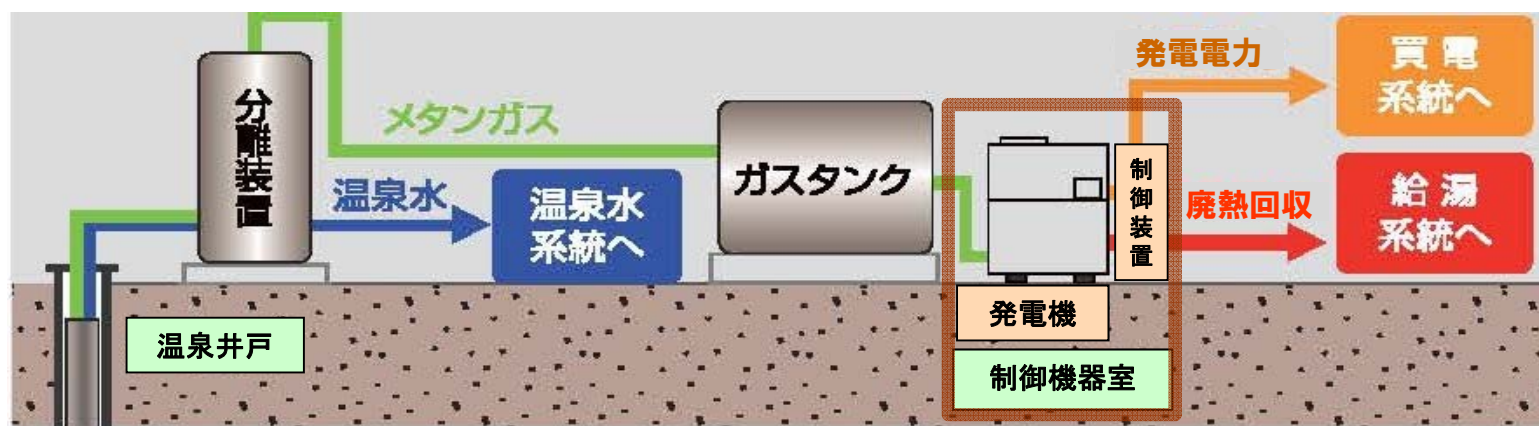 分離装置
メタンガス
温泉水
温泉水
系統へ
温泉井戸
ガスタンク
発電機
制御装置
制御機器室
発電電力
買電
系統へ
廃熱回収
給湯
系統へ